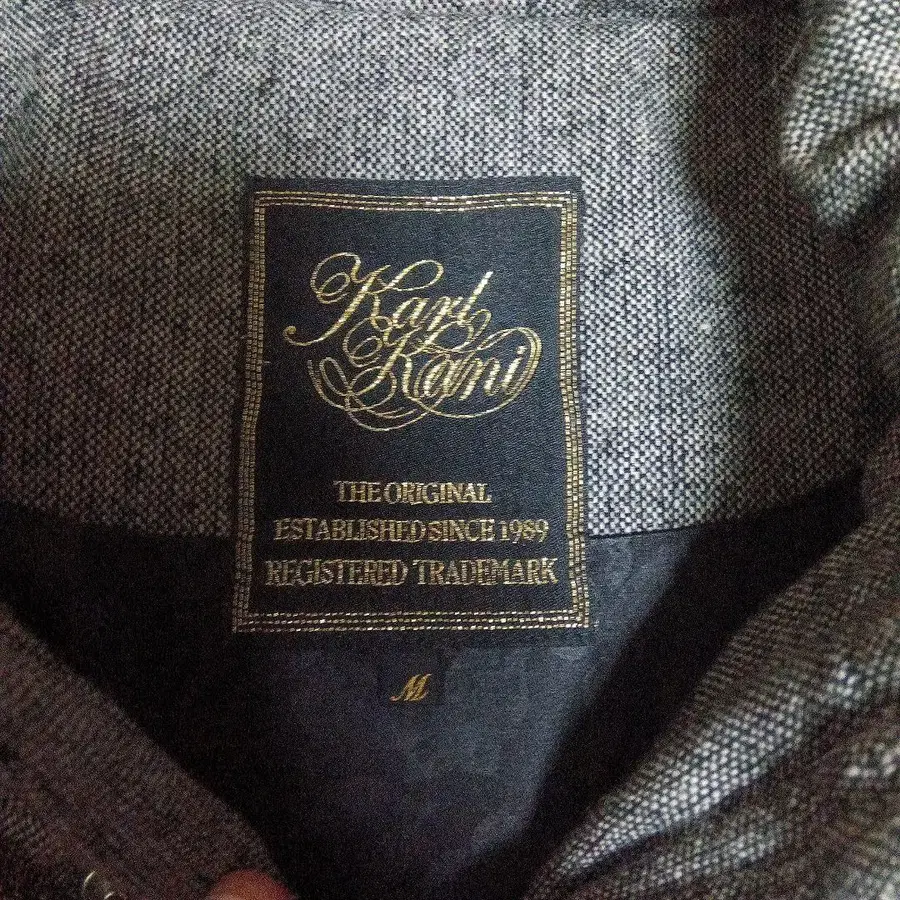 Karl
Kani
THE ORIGINAL
ESTABLISHED SINCE 1989
REGISTERED TRADEMARK
M